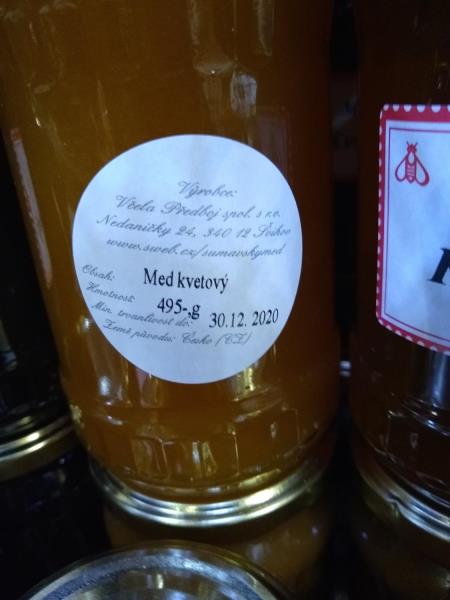 Výrobce:
Včela Předboj spol. s r.o.
Nedaničky 24, 340 12 Švihov
www.sweb.cz/sumavskymed
Obsah: Med kvetový
Hmotnost: 495-,g
Min. trvanlivost do: 30.12. 2020
Země původu: Česko (CZ)